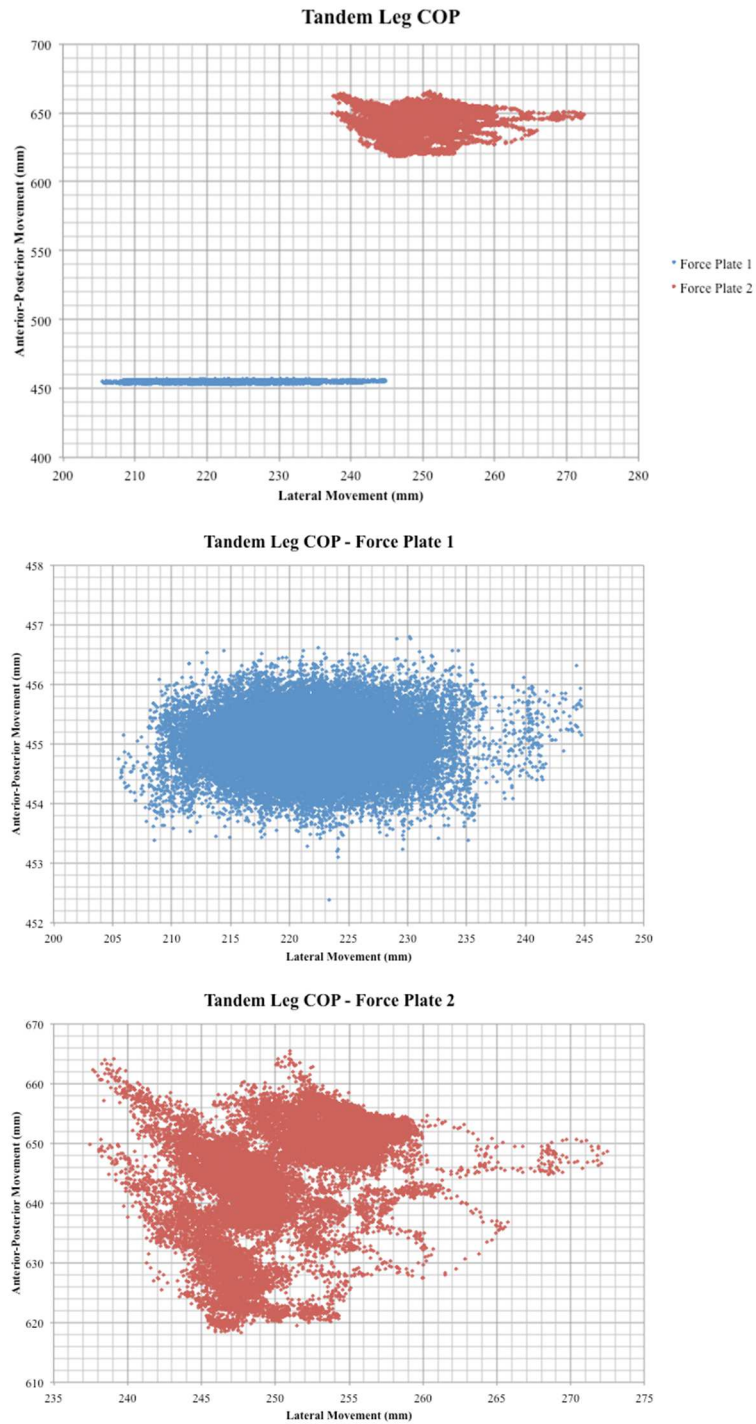 Tandem Leg COP
700
650
600
550
500
450
400
Anterior-Posterior Movement (mm)
200 210 220 230 240 250 260 270 280
Lateral Movement (mm)
Force Plate 1
Force Plate 2
Tandem Leg COP - Force Plate 1
458
457
456
455
454
453
452
Anterior-Posterior Movement (mm)
200 205 210 215 220 225 230 235 240 245 250
Lateral Movement (mm)
Tandem Leg COP - Force Plate 2
670
660
650
640
630
620
610
Anterior-Posterior Movement (mm)
235 240 245 250 255 260 265 270 275
Lateral Movement (mm)